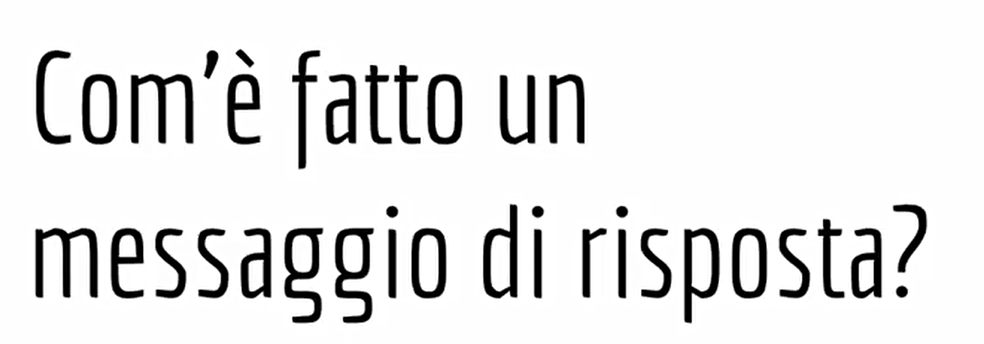 Com’è fatto un
messaggio di risposta?